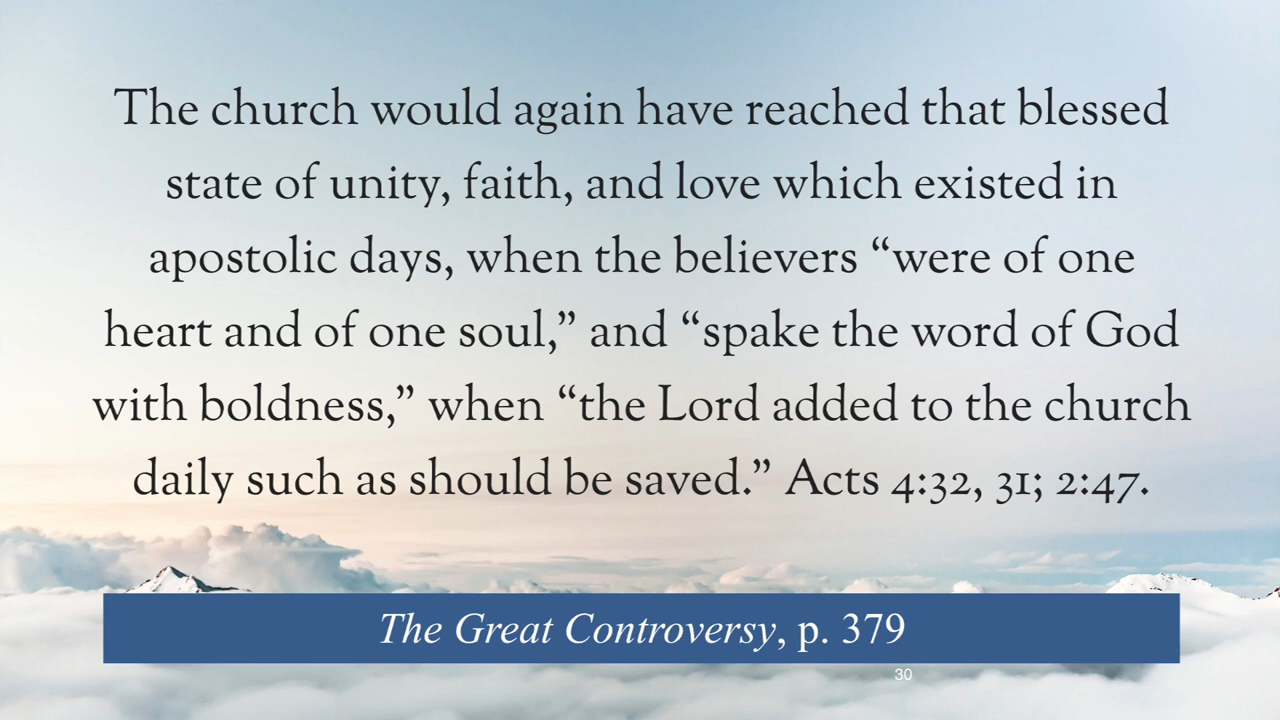 The church would again have reached that blessed
state of unity, faith, and love which existed in
apostolic days, when the believers “were of one
heart and of one soul,” and “spake the word of God
with boldness,” when “the Lord added to the church
daily such as should be saved.” Acts 4:32, 31; 2:47.
The Great Controversy, p. 379
30